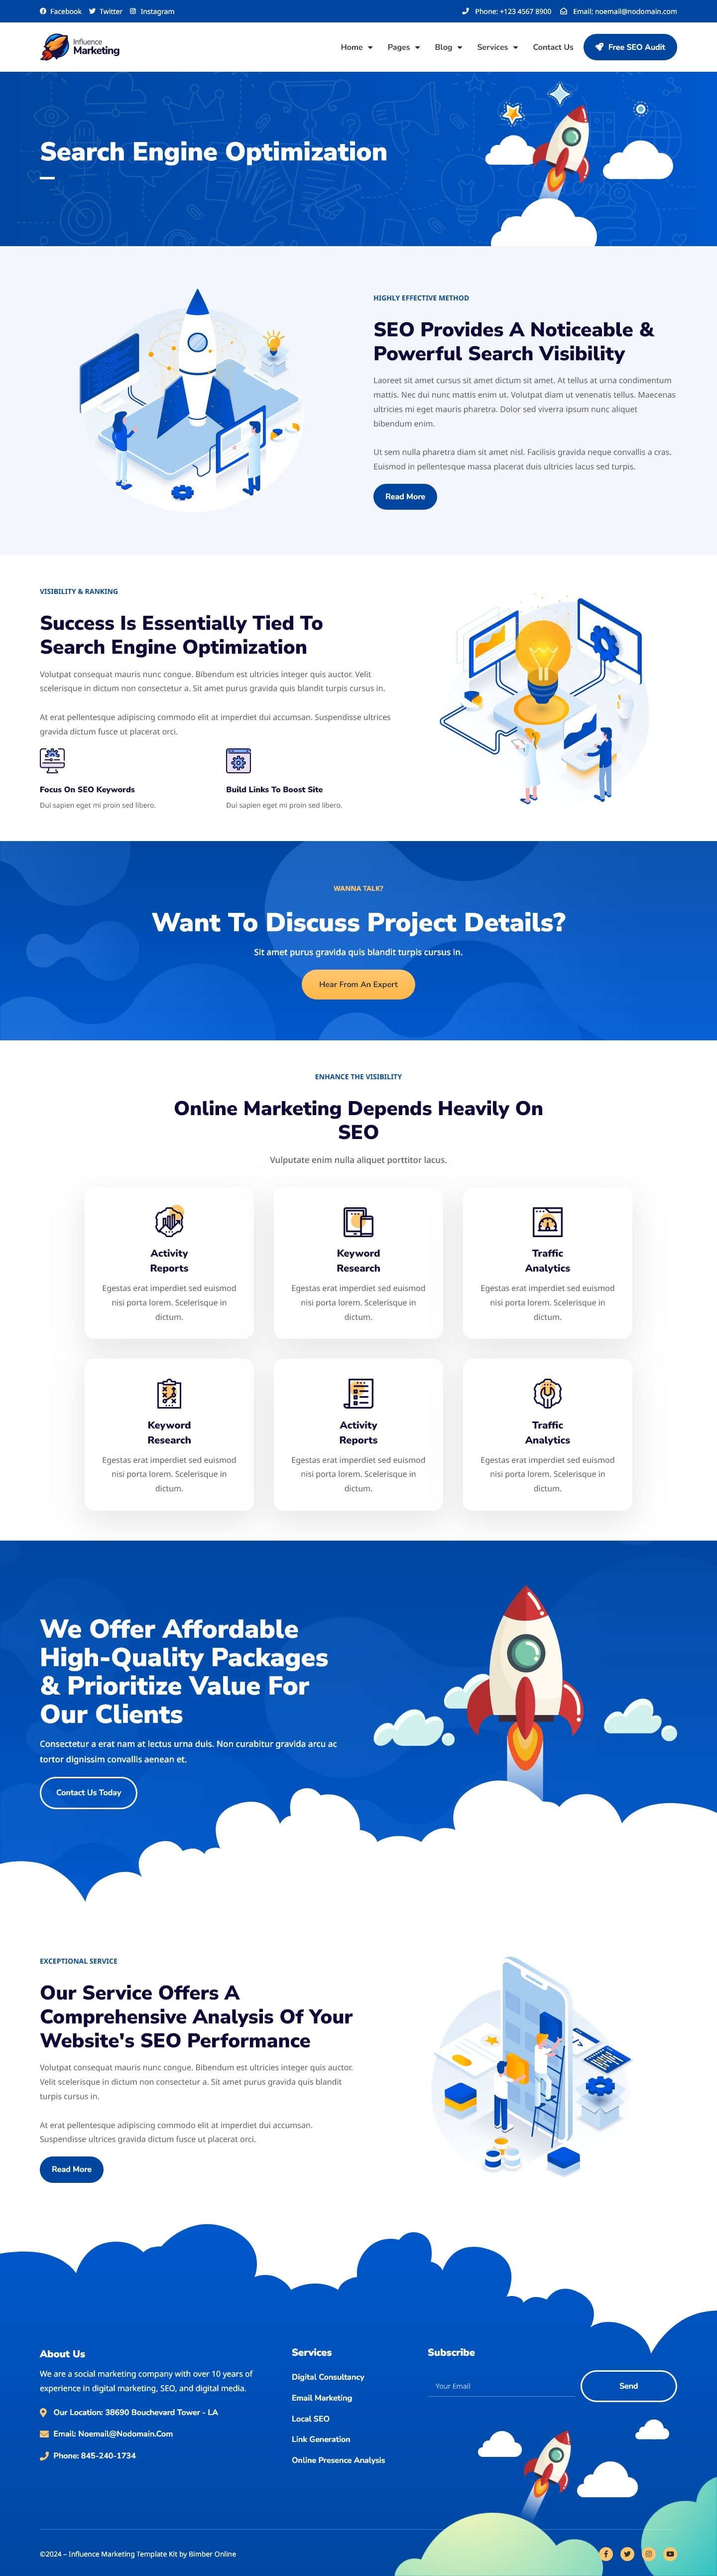 Facebook Twitter Instagram
Phone: +123 4567 8900 Email: noemail@nodomain.com
Influence
Marketing
Home Pages Blog Services Contact Us Free SEO Audit
Search Engine Optimization
HIGHLY EFFECTIVE METHOD
SEO Provides A Noticeable &
Powerful Search Visibility
Laoreet sit amet cursus sit amet dictum sit amet. At tellus at urna condimentum
mattis. Nec dui nunc mattis enim ut. Volutpat diam ut venenatis tellus. Maecenas
ultricies mi eget mauris pharetra. Dolor sed viverra ipsum nunc aliquet
bibendum enim.
Ut sem nulla pharetra diam sit amet nisl. Facilisis gravida neque convallis a cras.
Euismod in pellentesque massa placerat duis ultricies lacus sed turpis.
Read More
VISIBILITY & RANKING
Success Is Essentially Tied To
Search Engine Optimization
Volutpat consequat mauris nunc congue. Bibendum est ultricies integer quis auctor. Velit
scelerisque in dictum non consectetur a. Sit amet purus gravida quis blandit turpis cursus in.
At erat pellentesque adipiscing commodo elit at imperdiet dui accumsan. Suspendisse ultrices
gravida dictum fusce ut placerat orci.
Focus On SEO Keywords
Dui sapien eget mi proin sed libero.
Build Links To Boost Site
Dui sapien eget mi proin sed libero.
WANNA TALK?
Want To Discuss Project Details?
Sit amet purus gravida quis blandit turpis cursus in.
Hear From An Expert
ENHANCE THE VISIBILITY
Online Marketing Depends Heavily On
SEO
Vulputate enim nulla aliquet porttitor lacus.
Activity
Reports
Egestas erat imperdiet sed euismod
nisi porta lorem. Scelerisque in
dictum.
Keyword
Research
Egestas erat imperdiet sed euismod
nisi porta lorem. Scelerisque in
dictum.
Traffic
Analytics
Egestas erat imperdiet sed euismod
nisi porta lorem. Scelerisque in
dictum.
Keyword
Research
Egestas erat imperdiet sed euismod
nisi porta lorem. Scelerisque in
dictum.
Activity
Reports
Egestas erat imperdiet sed euismod
nisi porta lorem. Scelerisque in
dictum.
Traffic
Analytics
Egestas erat imperdiet sed euismod
nisi porta lorem. Scelerisque in
dictum.
We Offer Affordable
High-Quality Packages
& Prioritize Value For
Our Clients
Consectetur a erat nam at lectus urna duis. Non curabitur gravida arcu ac
tortor dignissim convallis aenean et.
Contact Us Today
EXCEPTIONAL SERVICE
Our Service Offers A
Comprehensive Analysis Of Your
Website's SEO Performance
Volutpat consequat mauris nunc congue. Bibendum est ultricies integer quis auctor.
Velit scelerisque in dictum non consectetur a. Sit amet purus gravida quis blandit
turpis cursus in.
At erat pellentesque adipiscing commodo elit at imperdiet dui accumsan.
Suspendisse ultrices gravida dictum fusce ut placerat orci.
Read More
About Us
We are a social marketing company with over 10 years of
experience in digital marketing, SEO, and digital media.
Our Location: 38690 Bouchevard Tower - LA
Email: Noemail@Nodomain.Com
Phone: 845-240-1734
Services
Digital Consultancy
Email Marketing
Local SEO
Link Generation
Online Presence Analysis
Subscribe
Your Email
Send
©2024 – Influence Marketing Template Kit by Bimber Online